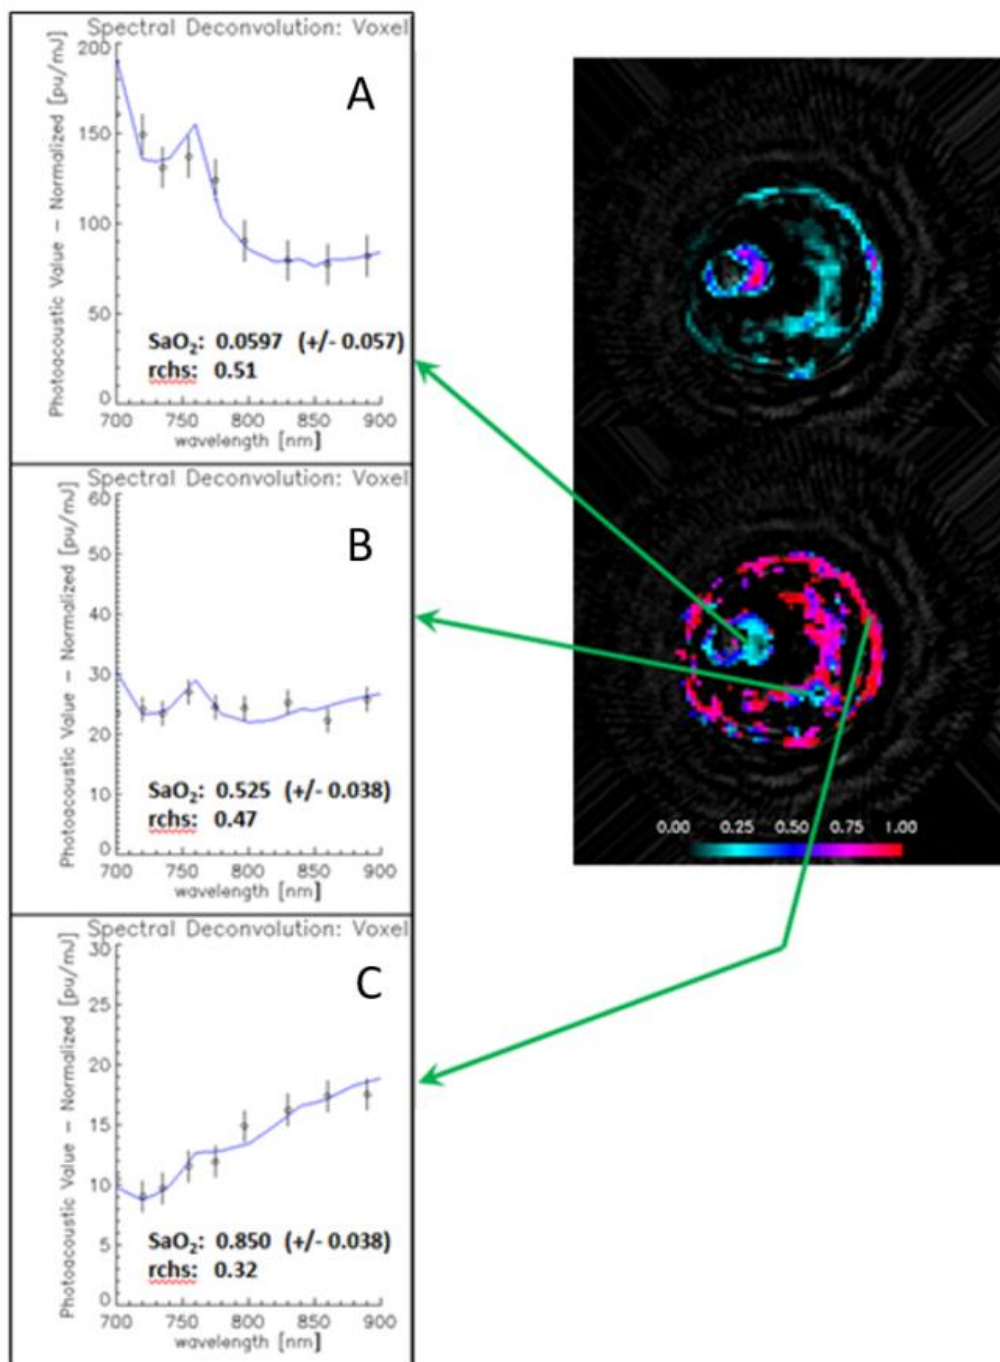 Spectral Deconvolution: Voxel
A
Photoacoustic Value – Normalized [pu/mJ]
200
150
100
50
0
SaO₂: 0.0597 (+/- 0.057)
rchs: 0.51
700 750 800 850 900
wavelength [nm]
Spectral Deconvolution: Voxel
B
Photoacoustic Value – Normalized [pu/mJ]
60
50
40
30
20
10
0
SaO₂: 0.525 (+/- 0.038)
rchs: 0.47
700 750 800 850 900
wavelength [nm]
Spectral Deconvolution: Voxel
C
Photoacoustic Value – Normalized [pu/mJ]
30
25
20
15
10
5
0
SaO₂: 0.850 (+/- 0.038)
rchs: 0.32
700 750 800 850 900
wavelength [nm]
0.00 0.25 0.50 0.75 1.00